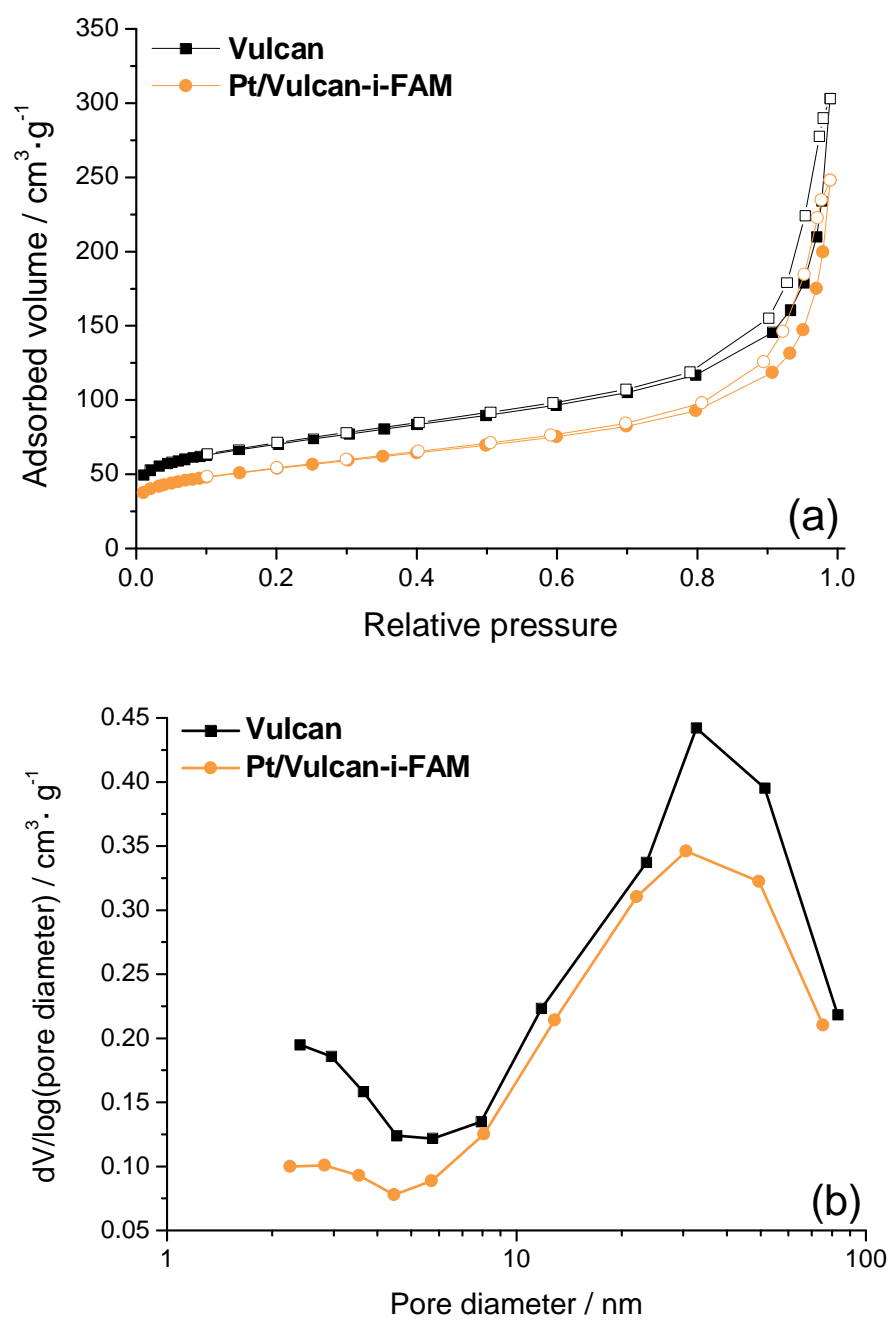 350
300
250
200
150
100
50
0
Adsorbed volume / cm³·g⁻¹
Vulcan
Pt/Vulcan-i-FAM
(a)
0.0 0.2 0.4 0.6 0.8 1.0
Relative pressure
0.45
0.40
0.35
0.30
0.25
0.20
0.15
0.10
0.05
dV/log(pore diameter) / cm³· g⁻¹
Vulcan
Pt/Vulcan-i-FAM
(b)
1 10 100
Pore diameter / nm